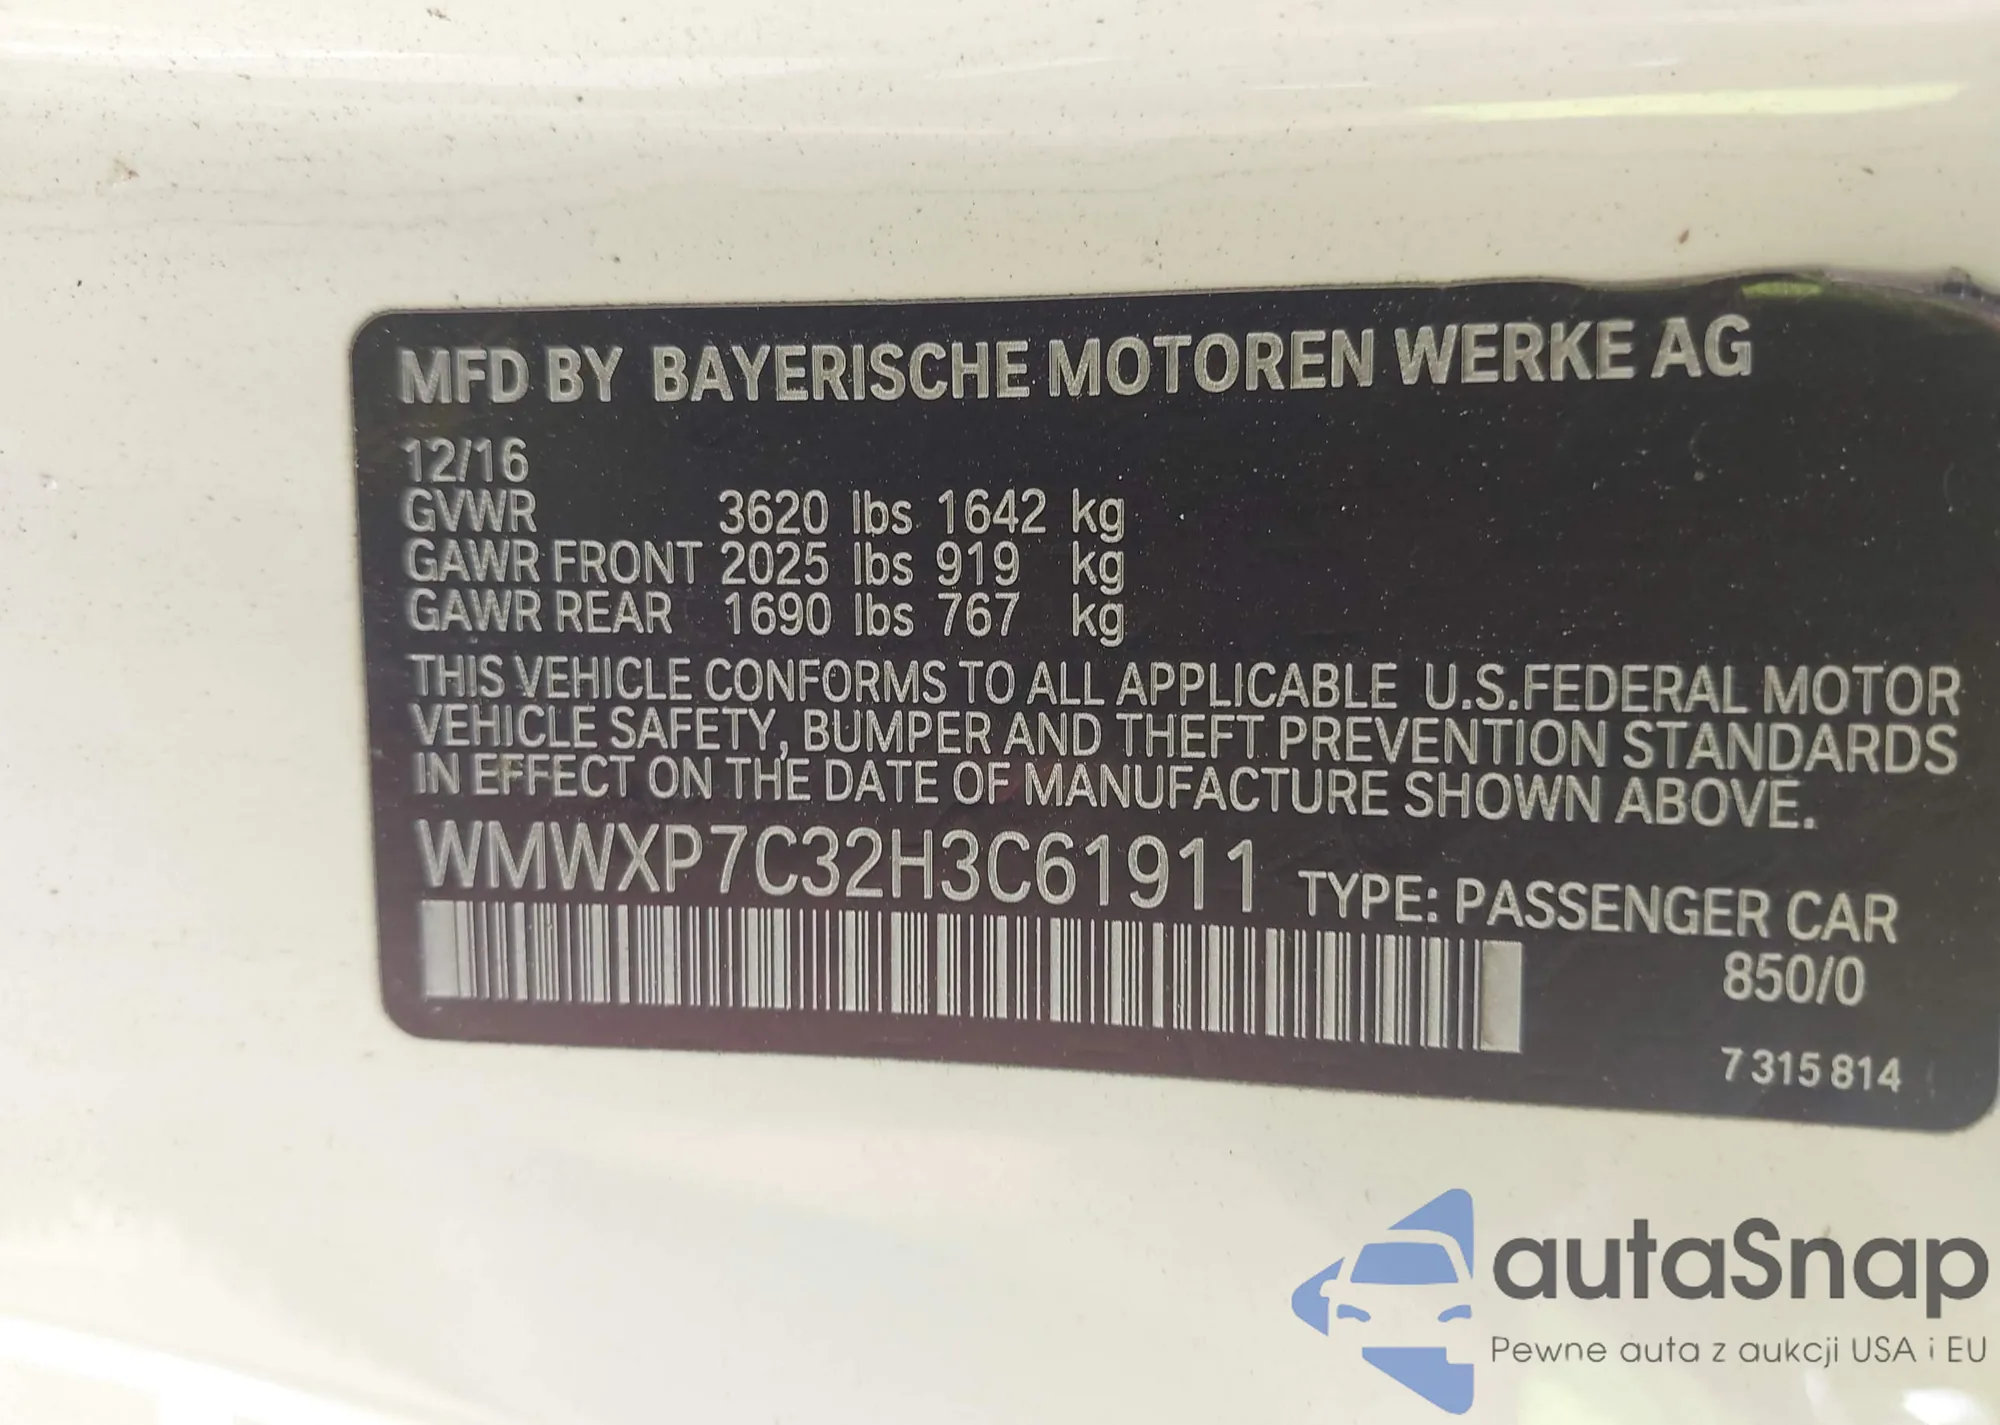 MFD BY BAYERISCHE MOTOREN WERKE AG
12/16
GVWR 3620 lbs 1642 kg
GAWR FRONT 2025 lbs 919 kg
GAWR REAR 1690 lbs 767 kg
THIS VEHICLE CONFORMS TO ALL APPLICABLE U.S.FEDERAL MOTOR
VEHICLE SAFETY, BUMPER AND THEFT PREVENTION STANDARDS
IN EFFECT ON THE DATE OF MANUFACTURE SHOWN ABOVE.
WMWXP7C32H3C61911 TYPE: PASSENGER CAR
850/0
7 315 814
autaSnap
Pewne auta z aukcji USA i EU